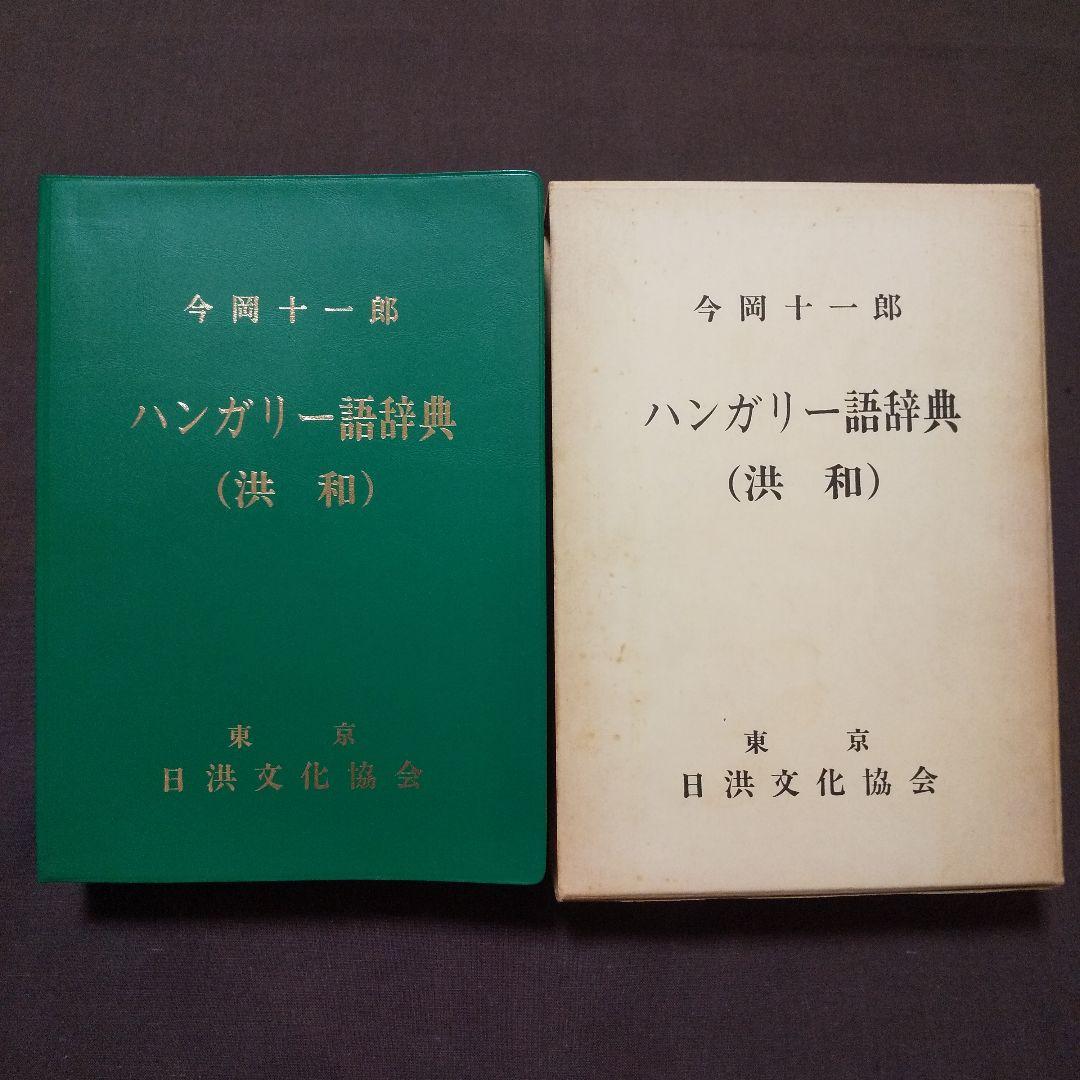 今岡十一郎
ハンガリー語辞典
（洪　和）
東　京
日洪文化協会
今岡十一郎
ハンガリー語辞典
（洪　和）
東　京
日洪文化協会